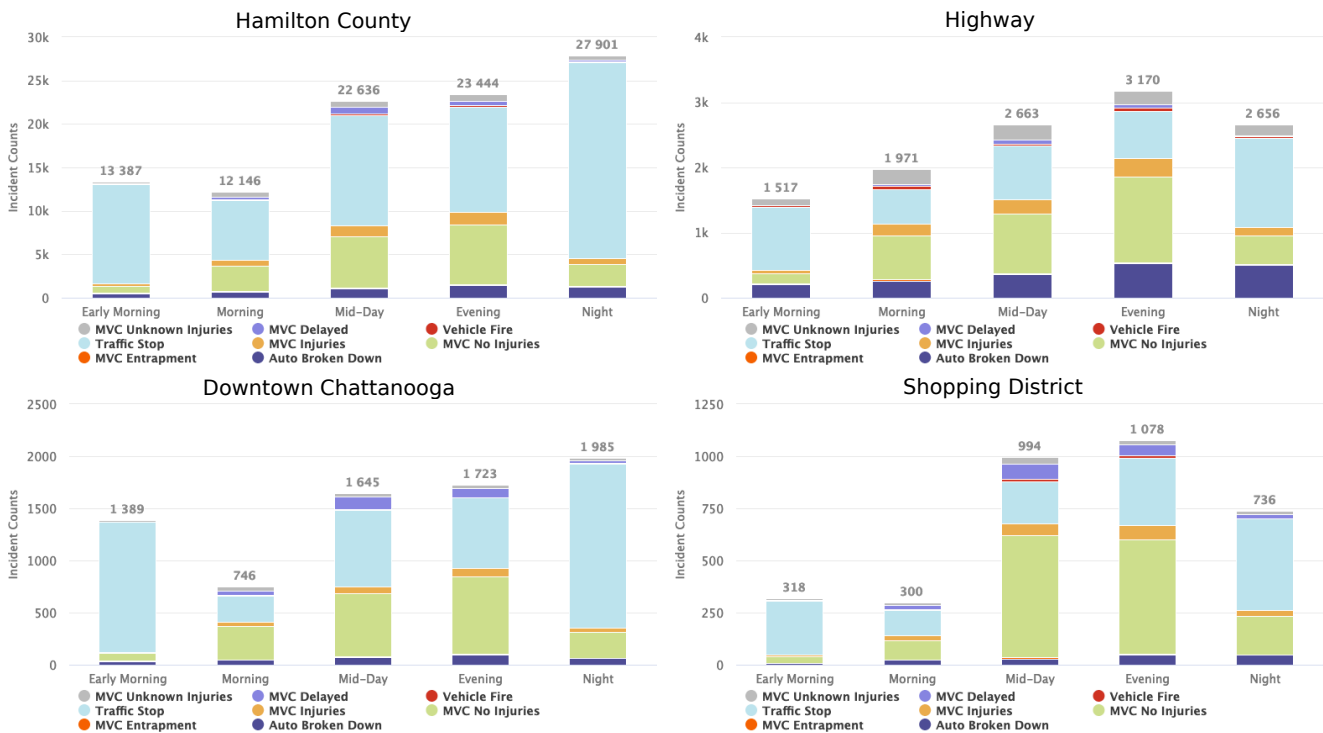 Hamilton County
30k
25k
20k
15k
10k
5k
0
Incident Counts
13 387
12 146
22 636
23 444
27 901
Early Morning
Morning
Mid-Day
Evening
Night
MVC Unknown Injuries
MVC Delayed
Vehicle Fire
Traffic Stop
MVC Injuries
MVC No Injuries
MVC Entrapment
Auto Broken Down
Highway
4k
3k
2k
1k
0
Incident Counts
1 517
1 971
2 663
3 170
2 656
Early Morning
Morning
Mid-Day
Evening
Night
MVC Unknown Injuries
MVC Delayed
Vehicle Fire
Traffic Stop
MVC Injuries
MVC No Injuries
MVC Entrapment
Auto Broken Down
Downtown Chattanooga
2500
2000
1500
1000
500
0
Incident Counts
1 389
746
1 645
1 723
1 985
Early Morning
Morning
Mid-Day
Evening
Night
MVC Unknown Injuries
MVC Delayed
Vehicle Fire
Traffic Stop
MVC Injuries
MVC No Injuries
MVC Entrapment
Auto Broken Down
Shopping District
1250
1000
750
500
250
0
Incident Counts
318
300
994
1 078
736
Early Morning
Morning
Mid-Day
Evening
Night
MVC Unknown Injuries
MVC Delayed
Vehicle Fire
Traffic Stop
MVC Injuries
MVC No Injuries
MVC Entrapment
Auto Broken Down